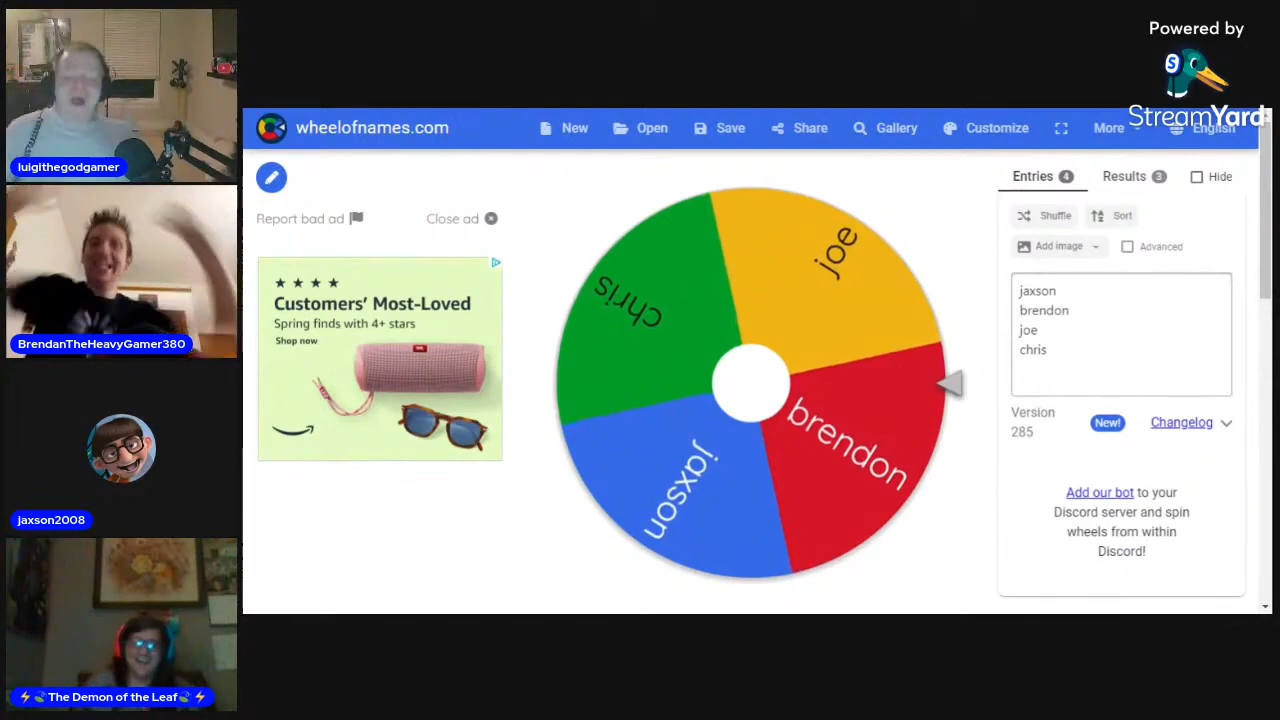 Powered by
StreamYard
luigithegodgamer
BrendanTheHeavyGamer380
jaxson2008
⚡🍃The Demon of the Leaf🍃⚡
wheelofnames.com
New
Open
Save
Share
Gallery
Customize
More
English
Report bad ad
Close ad
Customers' Most-Loved
Spring finds with 4+ stars
Shop now
JBL
joe
chris
brendon
jaxson
Entries 4
Results 3
Hide
Shuffle
Sort
Add image
Advanced
jaxson
brendon
joe
chris
Version
285
New!
Changelog
Add our bot to your
Discord server and spin
wheels from within
Discord!